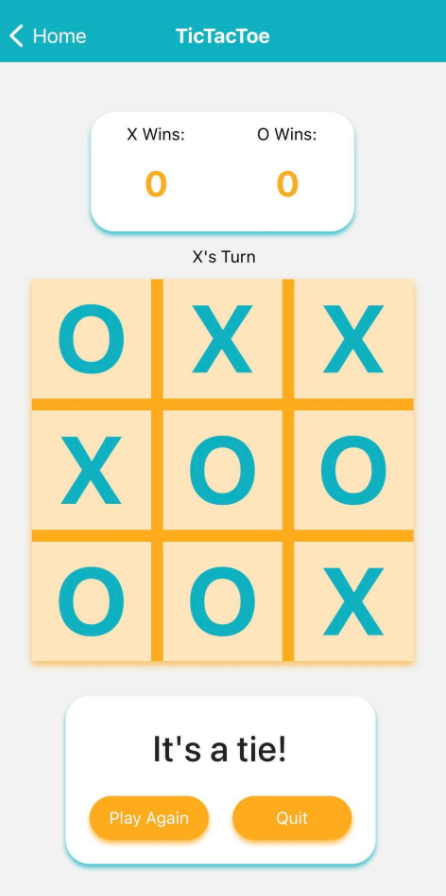 Home TicTacToe
X Wins: O Wins:
0 0
X's Turn
O X X
X O O
O O X
It's a tie!
Play Again Quit